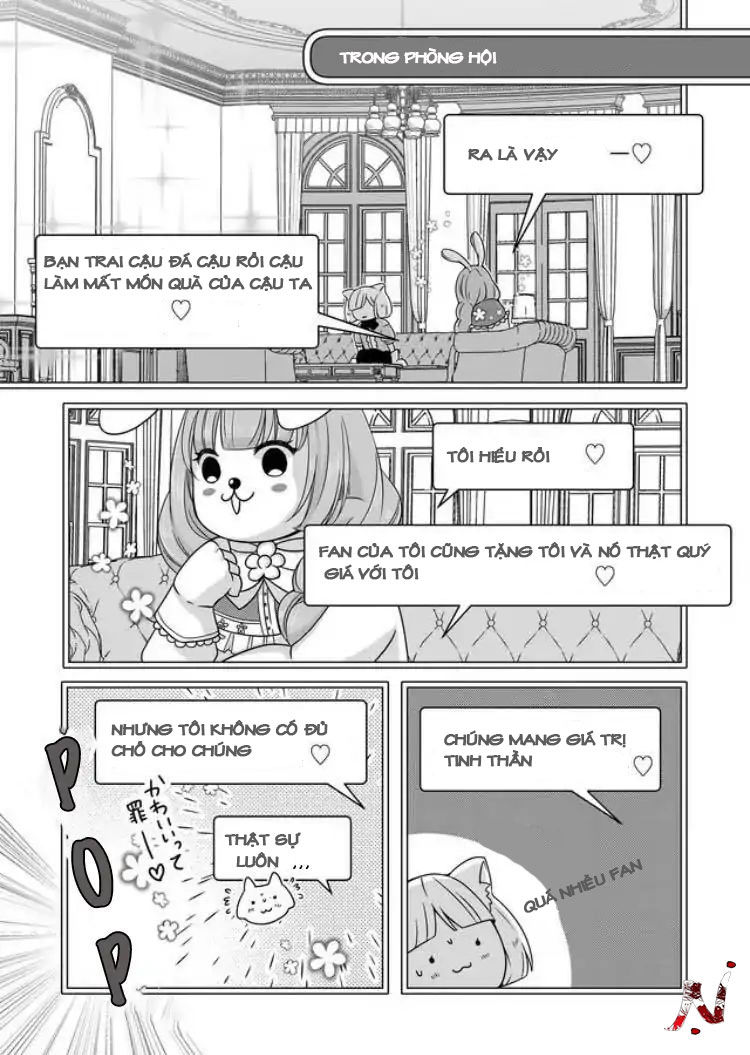 TRONG PHÒNG HỘI
RA LÀ VẬY —♡
BẠN TRAI CẬU ĐÁ CẬU RỒI CẬU
LÀM MẤT MÓN QUÀ CỦA CẬU TA
♡
TÔI HIỂU RỒI ♡
FAN CỦA TÔI CŨNG TẶNG TÔI VÀ NÓ THẬT QUÝ
GIÁ VỚI TÔI ♡
NHƯNG TÔI KHÔNG CÓ ĐỦ
CHỖ CHO CHÚNG ♡
かわいいって
罪ー♡
THẬT SỰ
LUÔN ,,,
POP
CHÚNG MANG GIÁ TRỊ
TINH THẦN ♡
QUÁ NHIỀU FAN
N